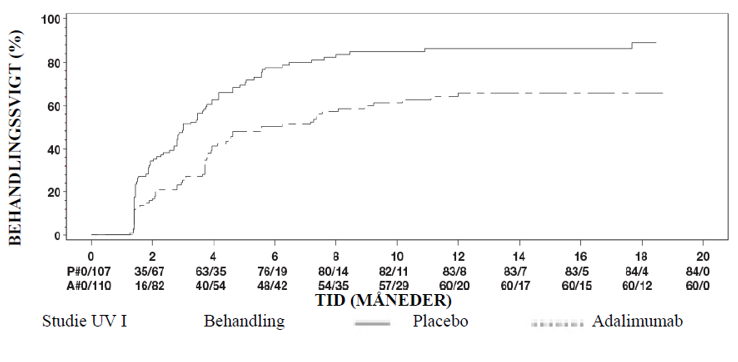 BEHANDLINGSSVIGT (%)
100
80
60
40
20
0
0 2 4 6 8 10 12 14 16 18 20
P#0/107 35/67 63/35 76/19 80/14 82/11 83/8 83/7 83/5 84/4 84/0
A#0/110 16/82 40/54 48/42 54/35 57/29 60/20 60/17 60/15 60/12 60/0
TID (MÅNEDER)
Studie UV I Behandling Placebo Adalimumab